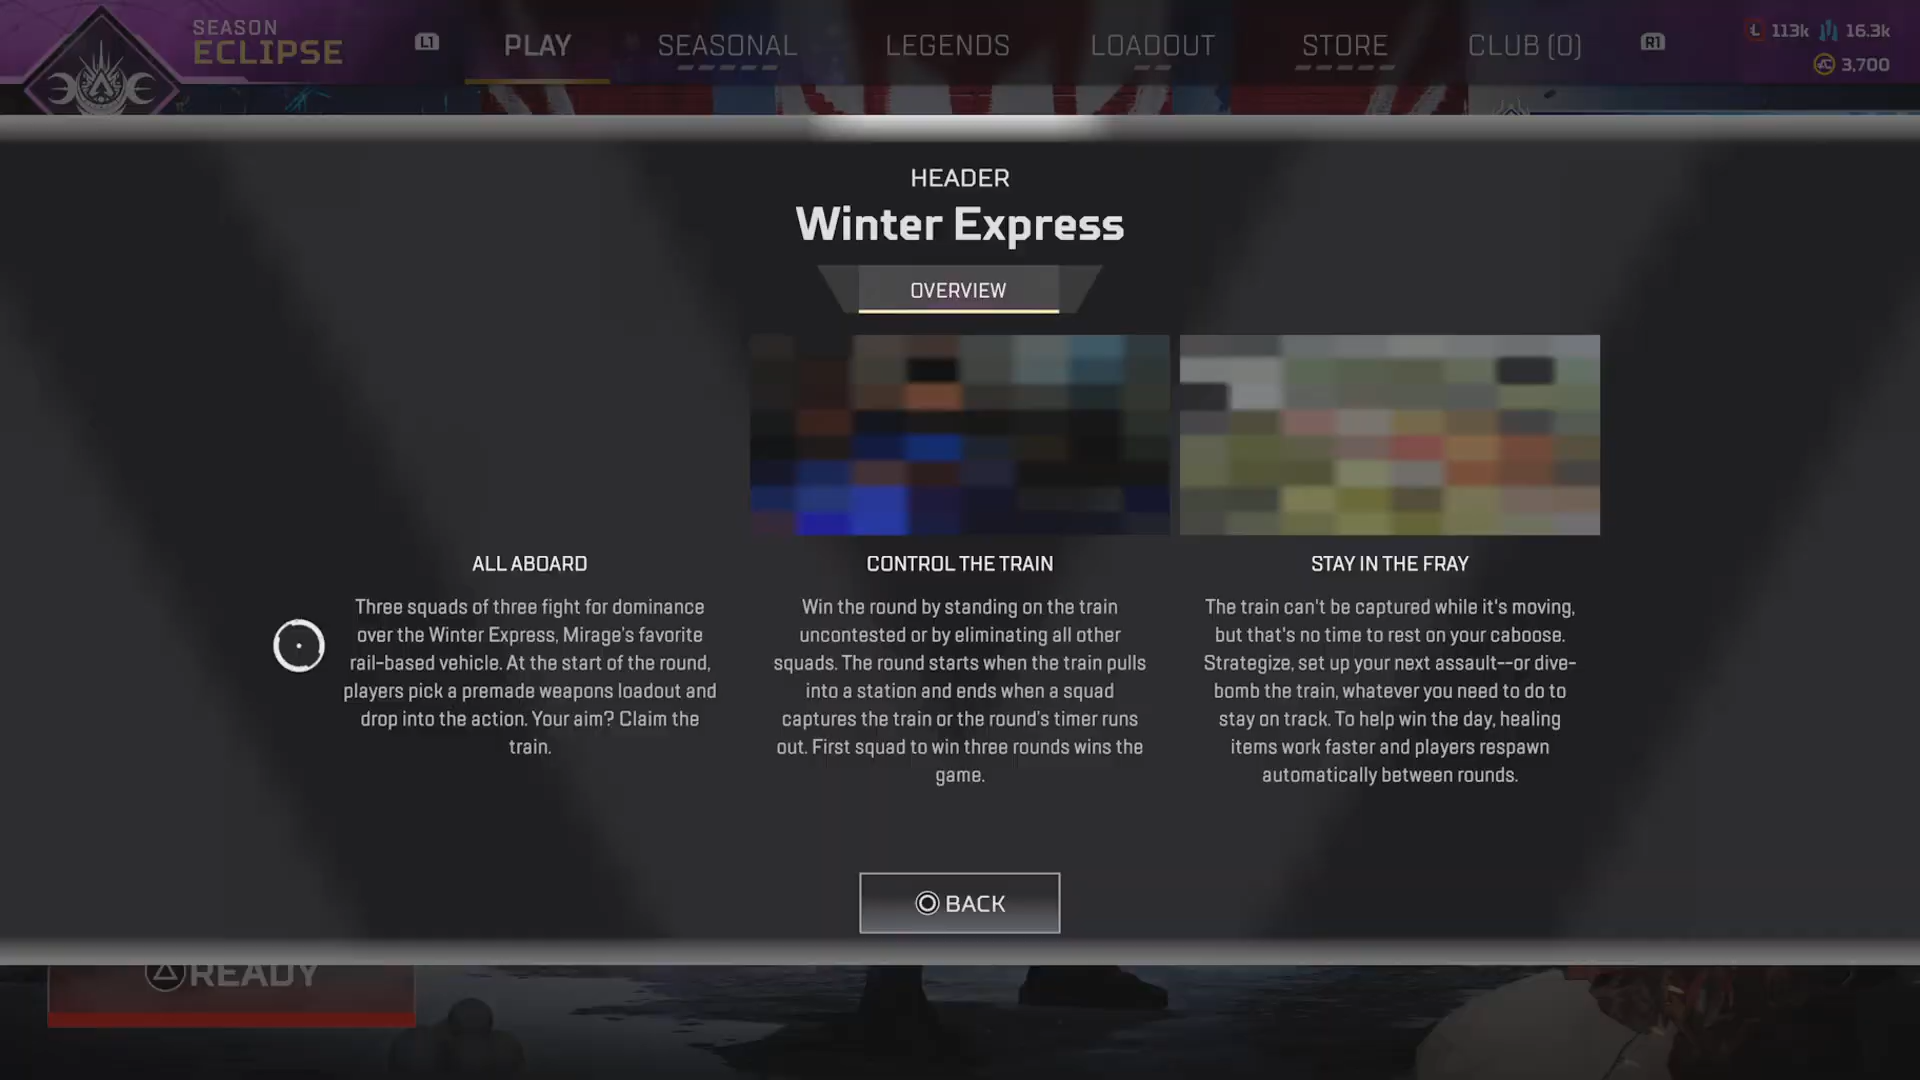 SEASON
ECLIPSE
L1
PLAY
SEASONAL
LEGENDS
LOADOUT
STORE
CLUB (0)
R1
113k
16.3k
3,700
HEADER
Winter Express
OVERVIEW
ALL ABOARD
Three squads of three fight for dominance
over the Winter Express, Mirage's favorite
rail-based vehicle. At the start of the round,
players pick a premade weapons loadout and
drop into the action. Your aim? Claim the
train.
CONTROL THE TRAIN
Win the round by standing on the train
uncontested or by eliminating all other
squads. The round starts when the train pulls
into a station and ends when a squad
captures the train or the round's timer runs
out. First squad to win three rounds wins the
game.
STAY IN THE FRAY
The train can't be captured while it's moving,
but that's no time to rest on your caboose.
Strategize, set up your next assault--or dive-
bomb the train, whatever you need to do to
stay on track. To help win the day, healing
items work faster and players respawn
automatically between rounds.
BACK
READY